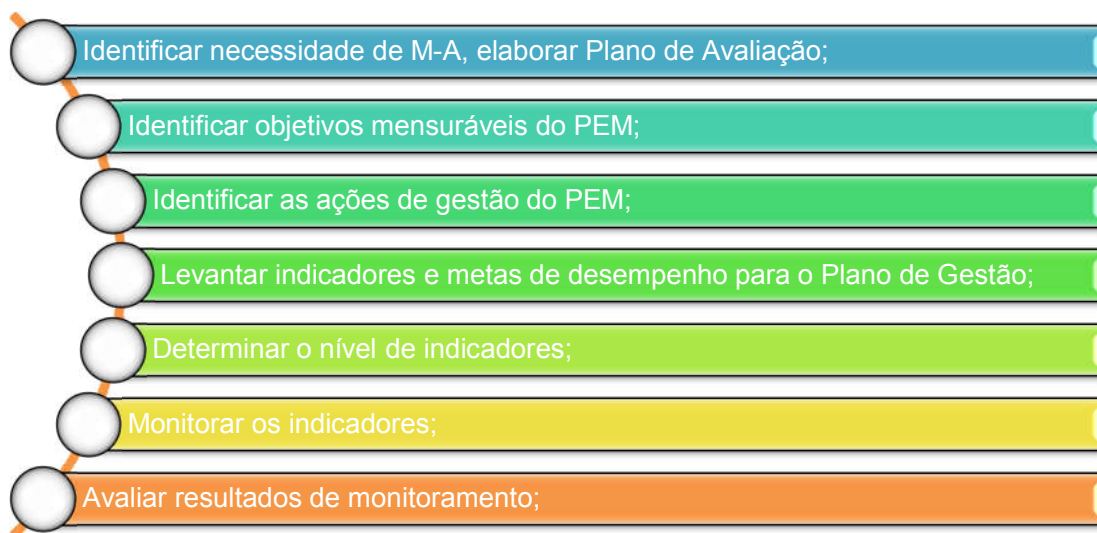 Identificar necessidade de M-A, elaborar Plano de Avaliação;
Identificar objetivos mensuráveis do PEM;
Identificar as ações de gestão do PEM;
Levantar indicadores e metas de desempenho para o Plano de Gestão;
Determinar o nível de indicadores;
Monitorar os indicadores;
Avaliar resultados de monitoramento;